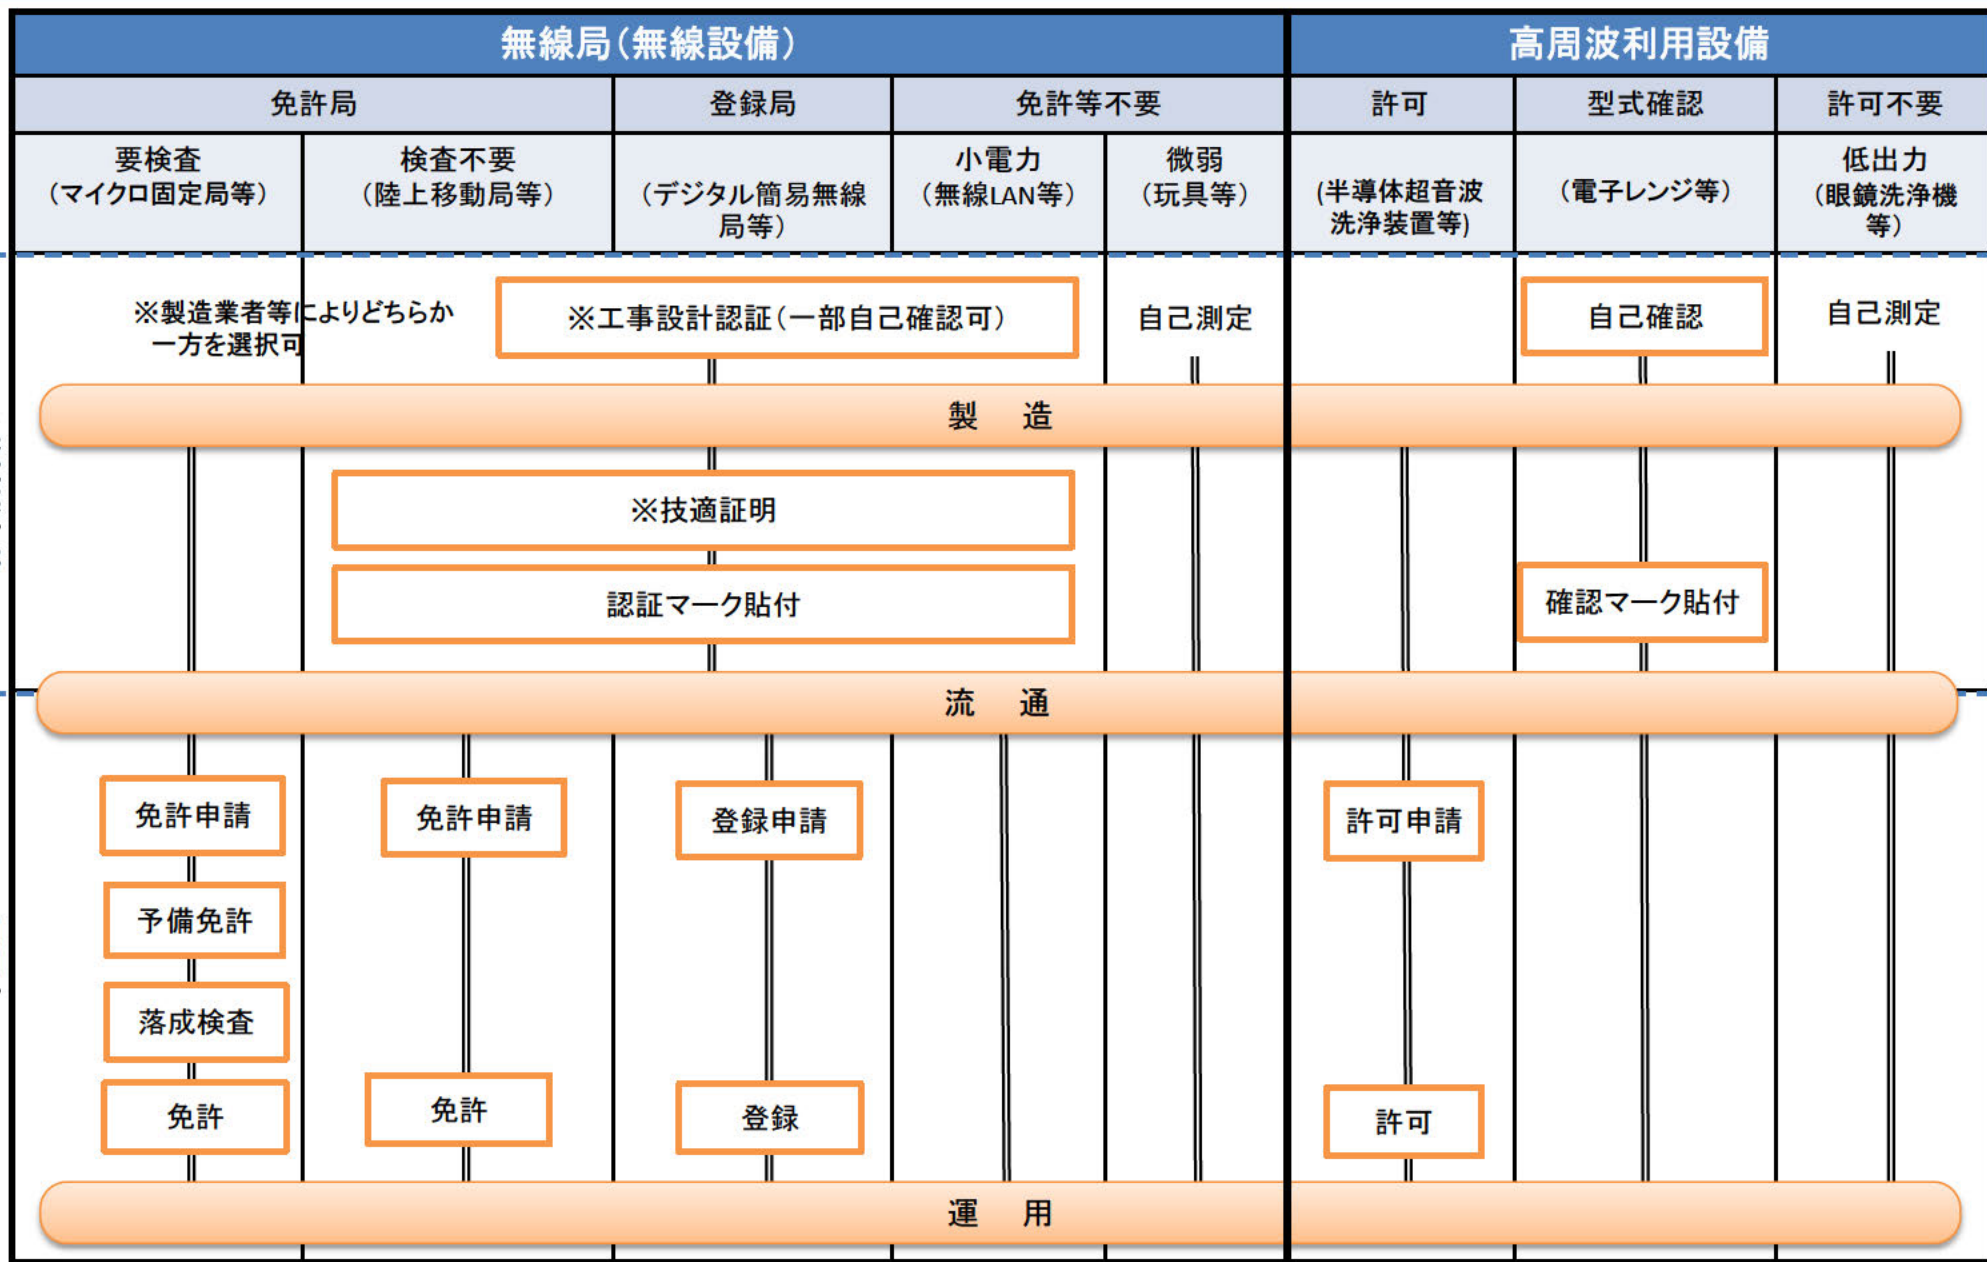 無線局（無線設備）
高周波利用設備
免許局
登録局
免許等不要
許可
型式確認
許可不要
要検査
（マイクロ固定局等）
検査不要
（陸上移動局等）
（デジタル簡易無線
局等）
小電力
（無線LAN等）
微弱
（玩具等）
(半導体超音波
洗浄装置等)
（電子レンジ等）
低出力
（眼鏡洗浄機
等）
※製造業者等によりどちらか
一方を選択可
※工事設計認証（一部自己確認可）
自己測定
自己確認
自己測定
製　造
※技適証明
認証マーク貼付
確認マーク貼付
流　通
免許申請
免許申請
登録申請
許可申請
予備免許
落成検査
免許
免許
登録
許可
運　用